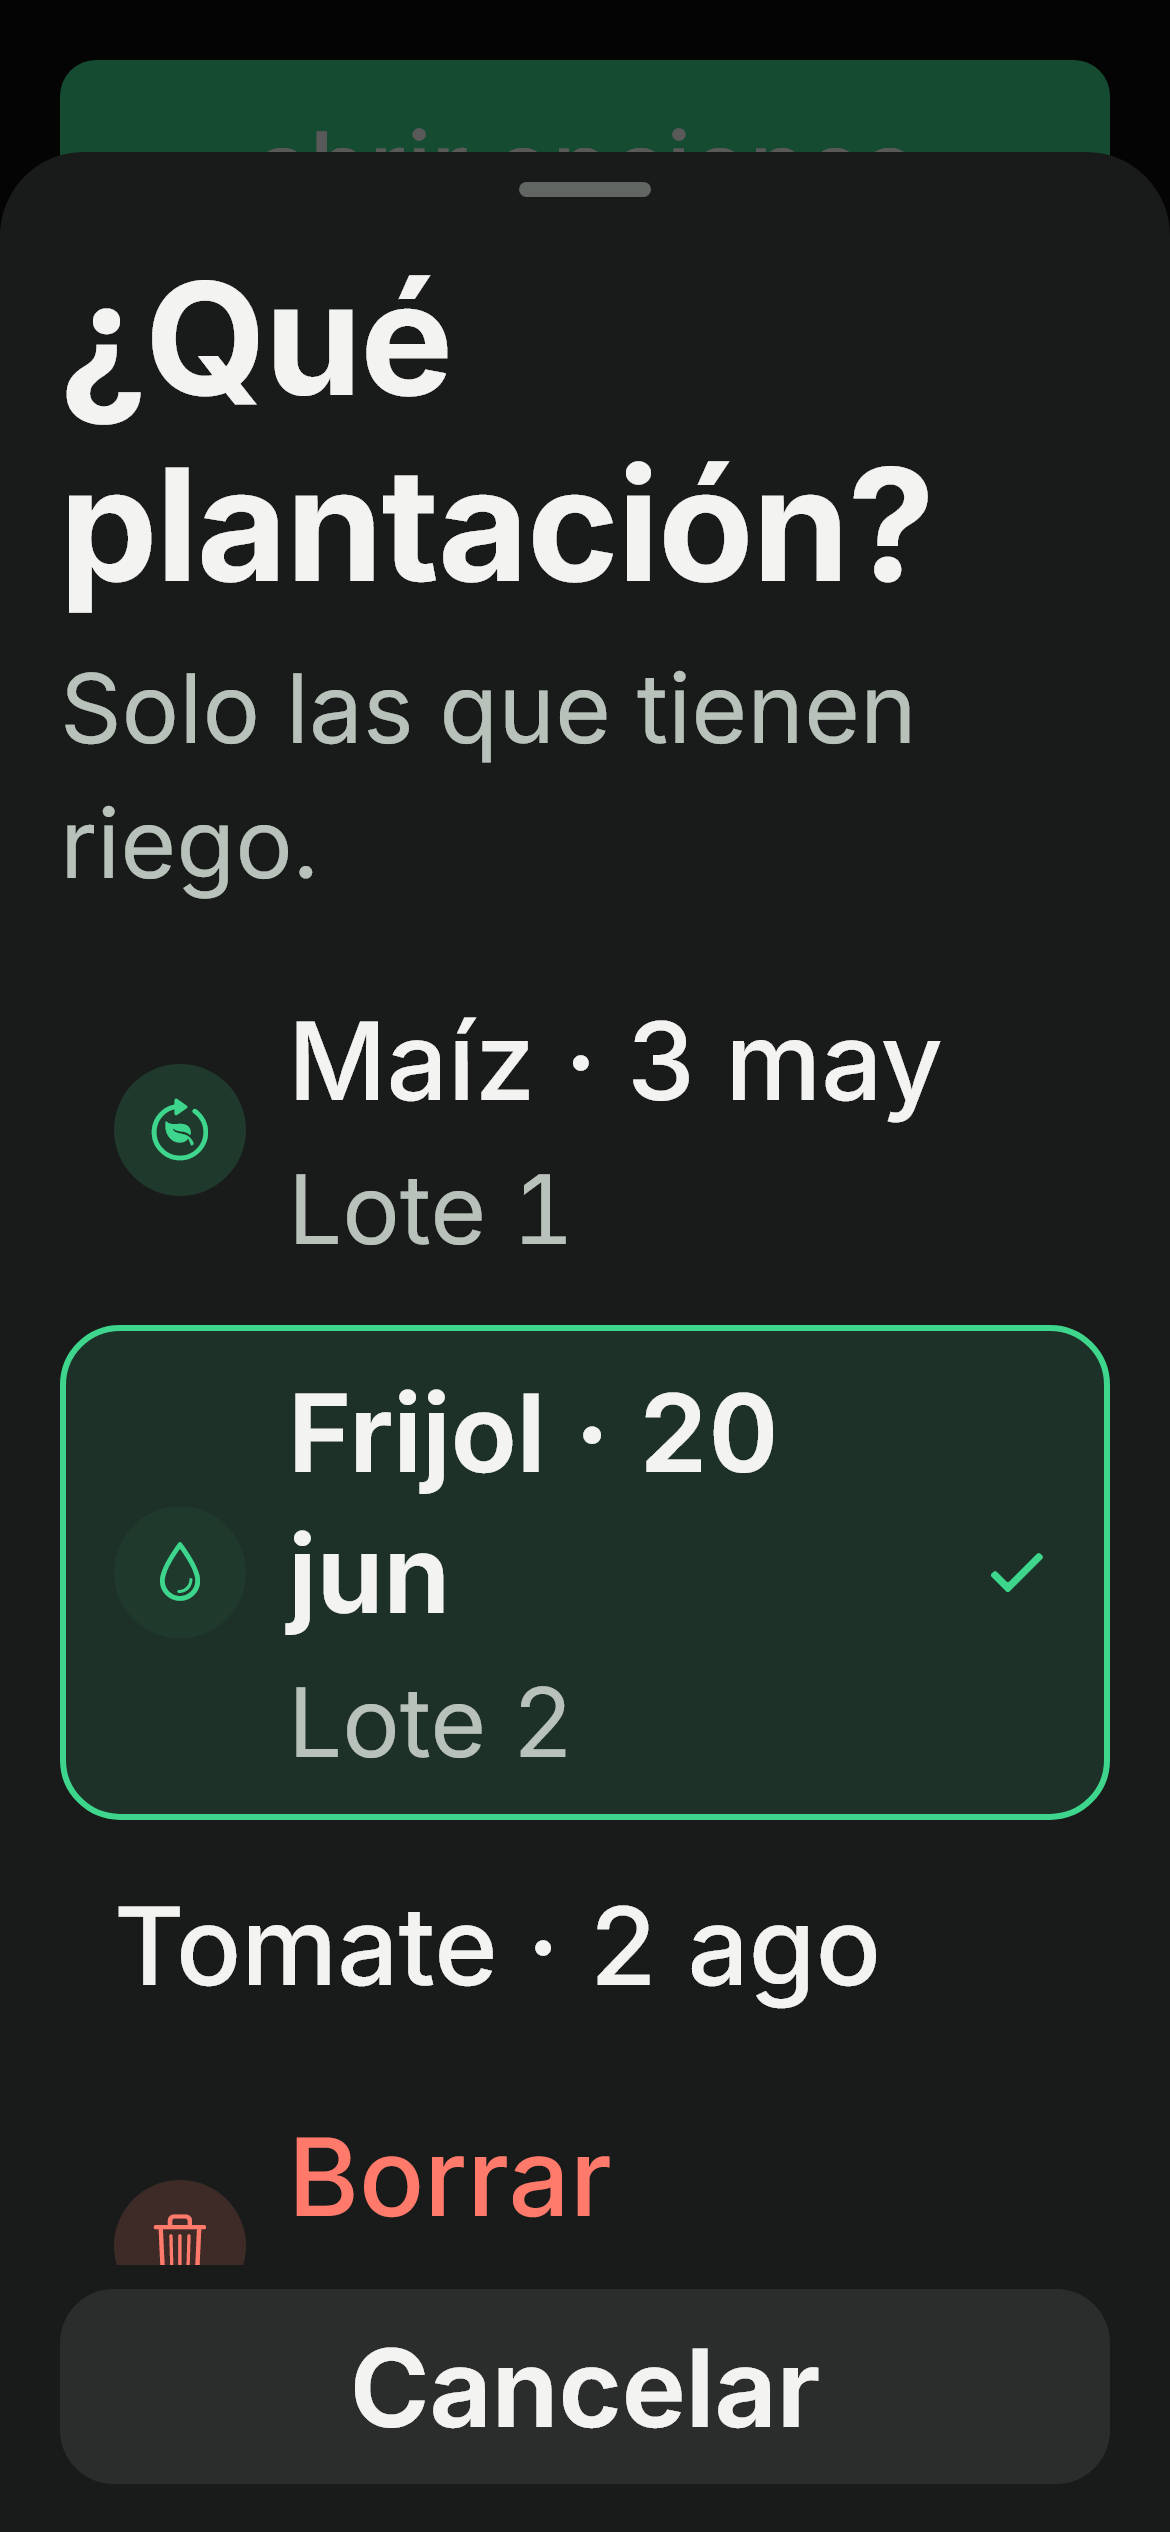 ¿Qué
plantación?
Solo las que tienen
riego.
Maíz · 3 may
Lote 1
Frijol · 20
jun
Lote 2
Tomate · 2 ago
Borrar
Cancelar